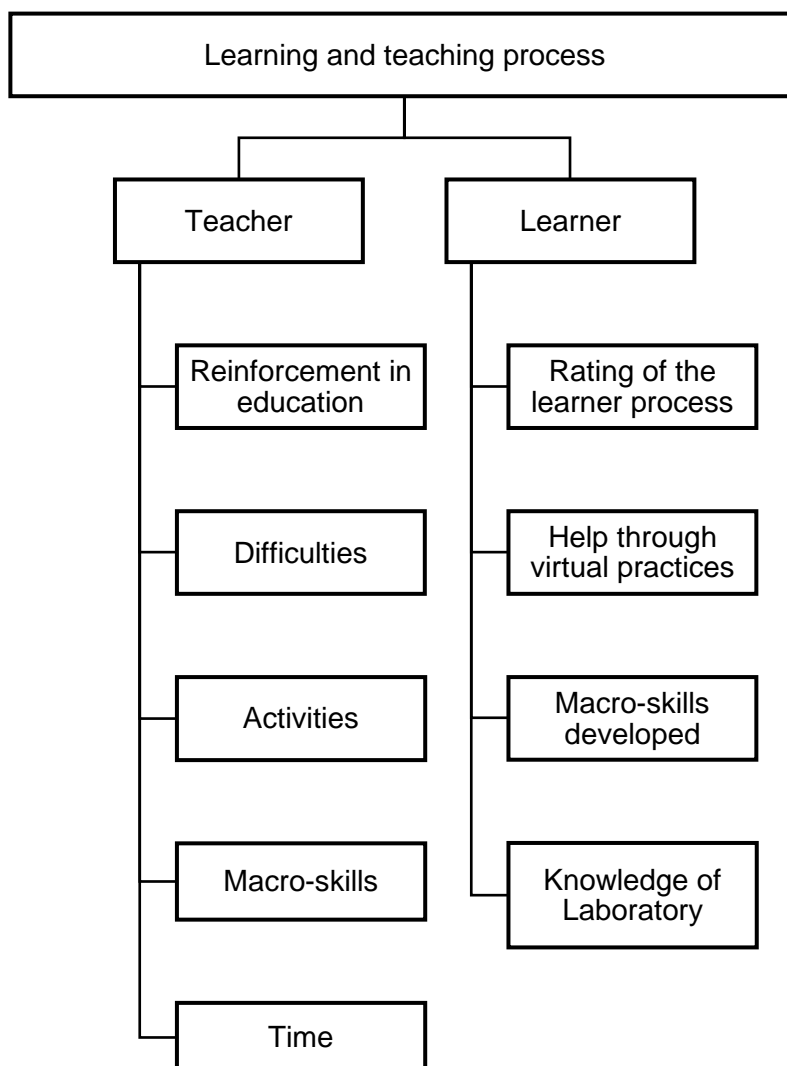 Learning and teaching process
Teacher
Reinforcement in
education
Difficulties
Activities
Macro-skills
Time
Learner
Rating of the
learner process
Help through
virtual practices
Macro-skills
developed
Knowledge of
Laboratory